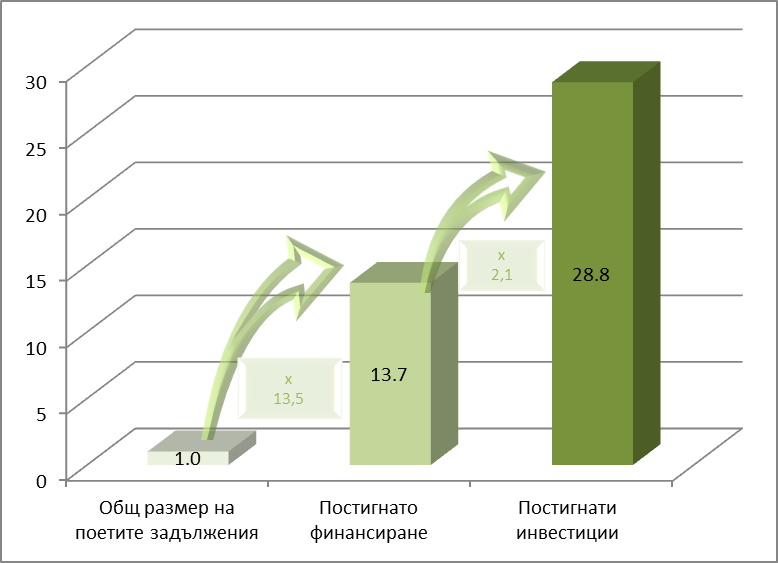 30
25
20
15
10
5
0
x
2,1
28.8
x
13,5
13.7
1.0
Общ размер на
поетите задължения
Постигнато
финансиране
Постигнати
инвестиции